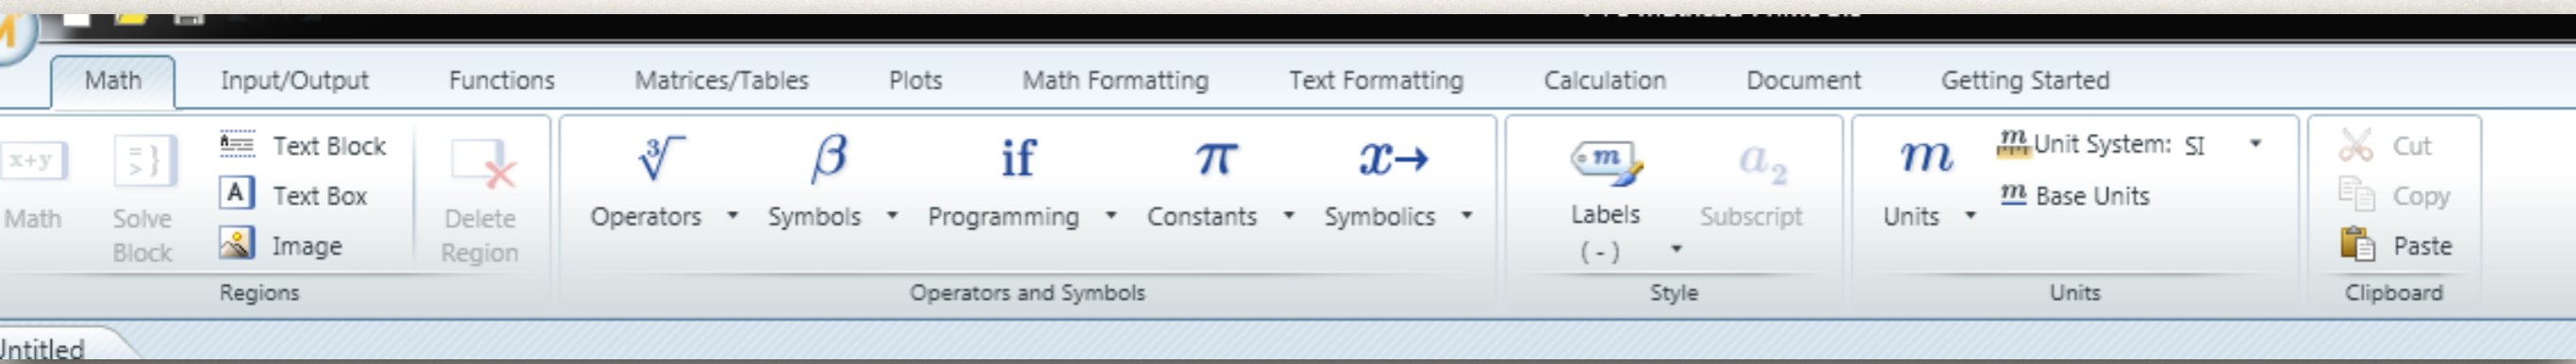 Math Input/Output Functions Matrices/Tables Plots Math Formatting Text Formatting Calculation Document Getting Started
x+y
Math
= >
Solve
Block
Text Block
A Text Box
Image
Delete
Region
Regions
3√
Operators
β
Symbols
if
Programming
π
Constants
x→
Symbolics
Operators and Symbols
m
Labels
( - )
a2
Subscript
Style
m
Units
m Unit System: SI
m Base Units
Units
Cut
Copy
Paste
Clipboard
Untitled